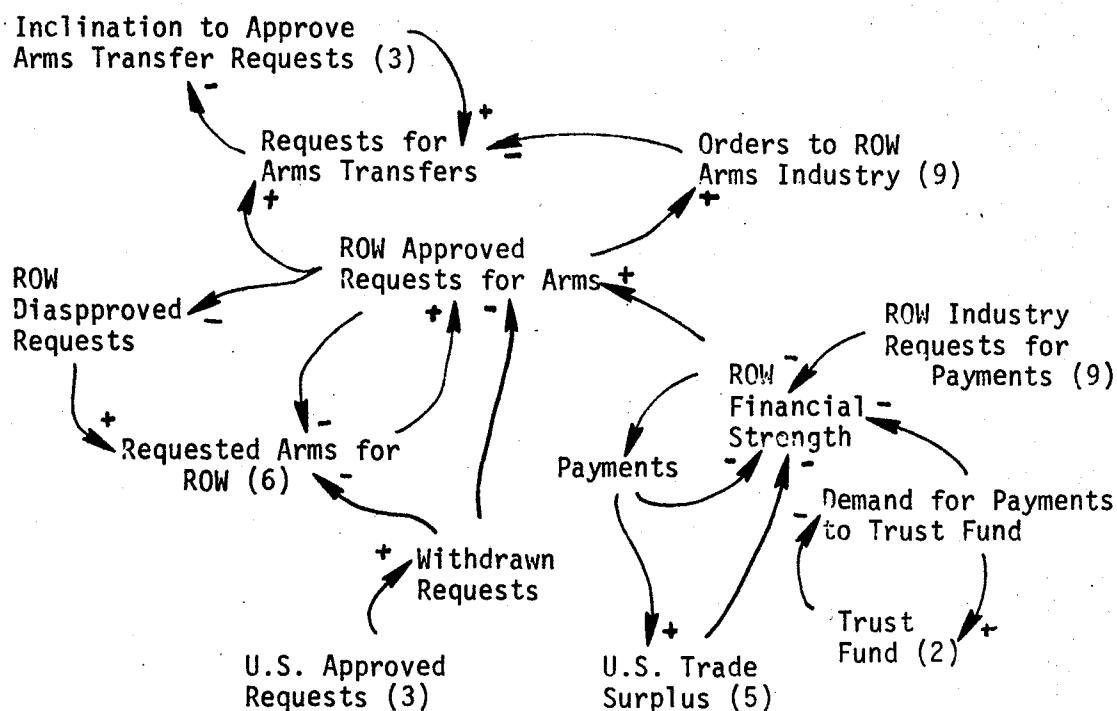 Inclination to Approve
Arms Transfer Requests (3)
-
+
Requests for
Arms Transfers
-
Orders to ROW
Arms Industry (9)
+
+
ROW Approved
Requests for Arms
+
+
-
ROW
Diaspproved
Requests
-
ROW Industry
Requests for
Payments (9)
-
ROW
Financial
Strength
-
+
-
Requested Arms for
ROW (6)
-
Payments
-
-
Demand for Payments
to Trust Fund
-
+
Withdrawn
Requests
Trust
Fund (2)
+
U.S. Approved
Requests (3)
+
U.S. Trade
Surplus (5)